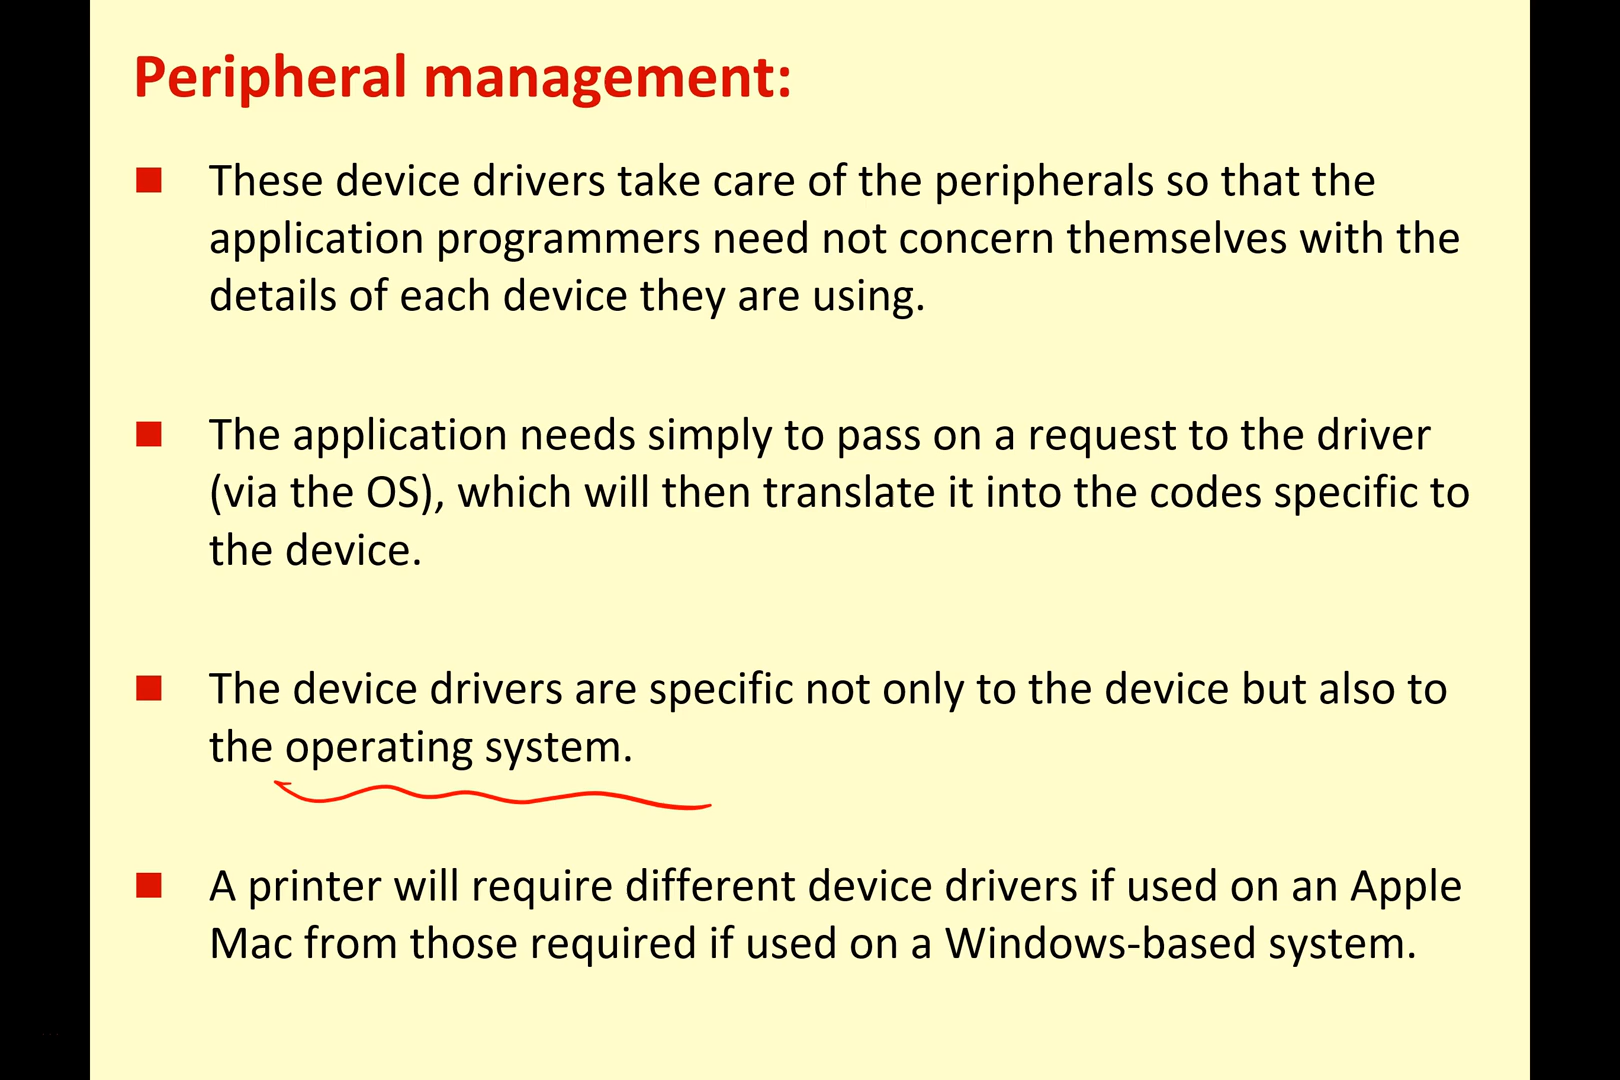 Peripheral management:
These device drivers take care of the peripherals so that the
application programmers need not concern themselves with the
details of each device they are using.
The application needs simply to pass on a request to the driver
(via the OS), which will then translate it into the codes specific to
the device.
The device drivers are specific not only to the device but also to
the operating system.
A printer will require different device drivers if used on an Apple
Mac from those required if used on a Windows-based system.